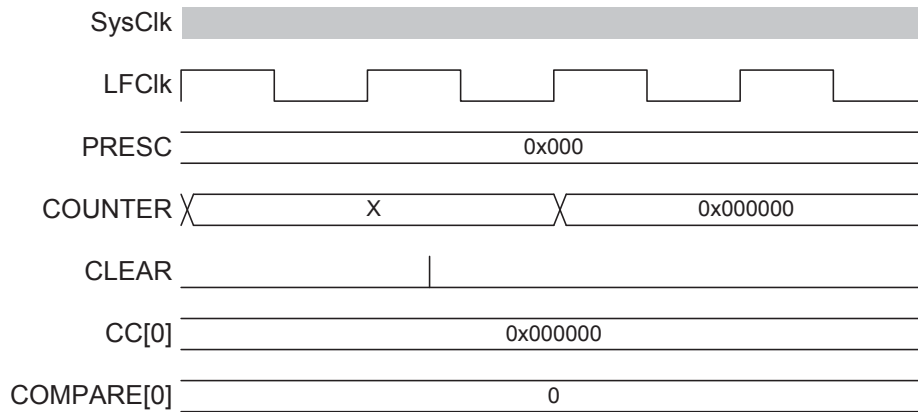 SysClk
LFClk
PRESC 0x000
COUNTER X 0x000000
CLEAR
CC[0] 0x000000
COMPARE[0] 0